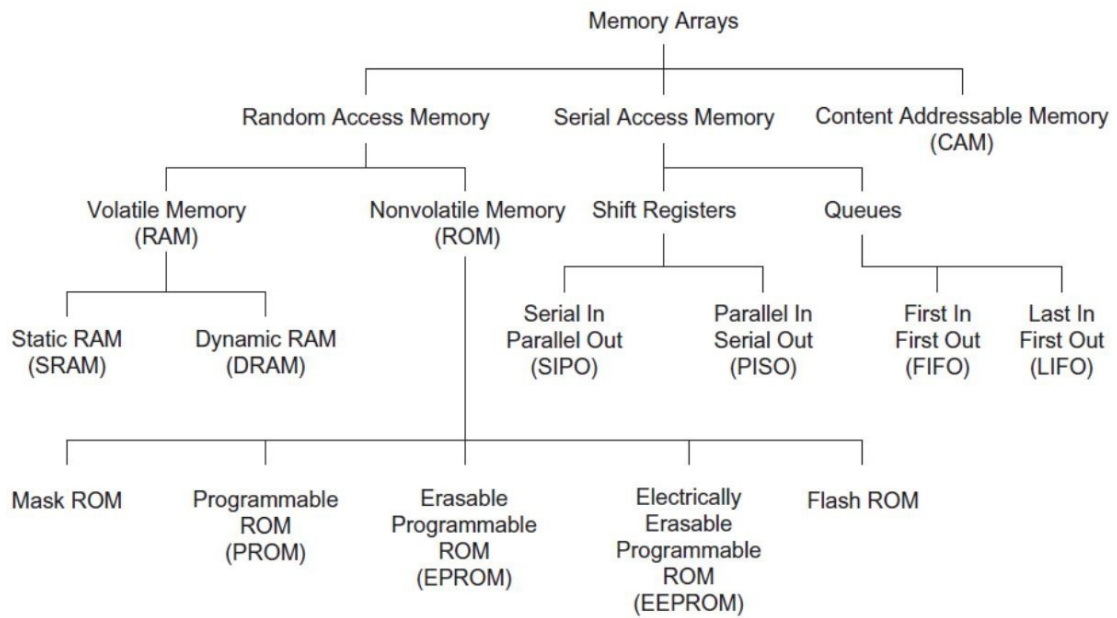 Memory Arrays
Random Access Memory
Serial Access Memory
Content Addressable Memory
(CAM)
Volatile Memory
(RAM)
Nonvolatile Memory
(ROM)
Shift Registers
Queues
Static RAM
(SRAM)
Dynamic RAM
(DRAM)
Serial In
Parallel Out
(SIPO)
Parallel In
Serial Out
(PISO)
First In
First Out
(FIFO)
Last In
First Out
(LIFO)
Mask ROM
Programmable
ROM
(PROM)
Erasable
Programmable
ROM
(EPROM)
Electrically
Erasable
Programmable
ROM
(EEPROM)
Flash ROM